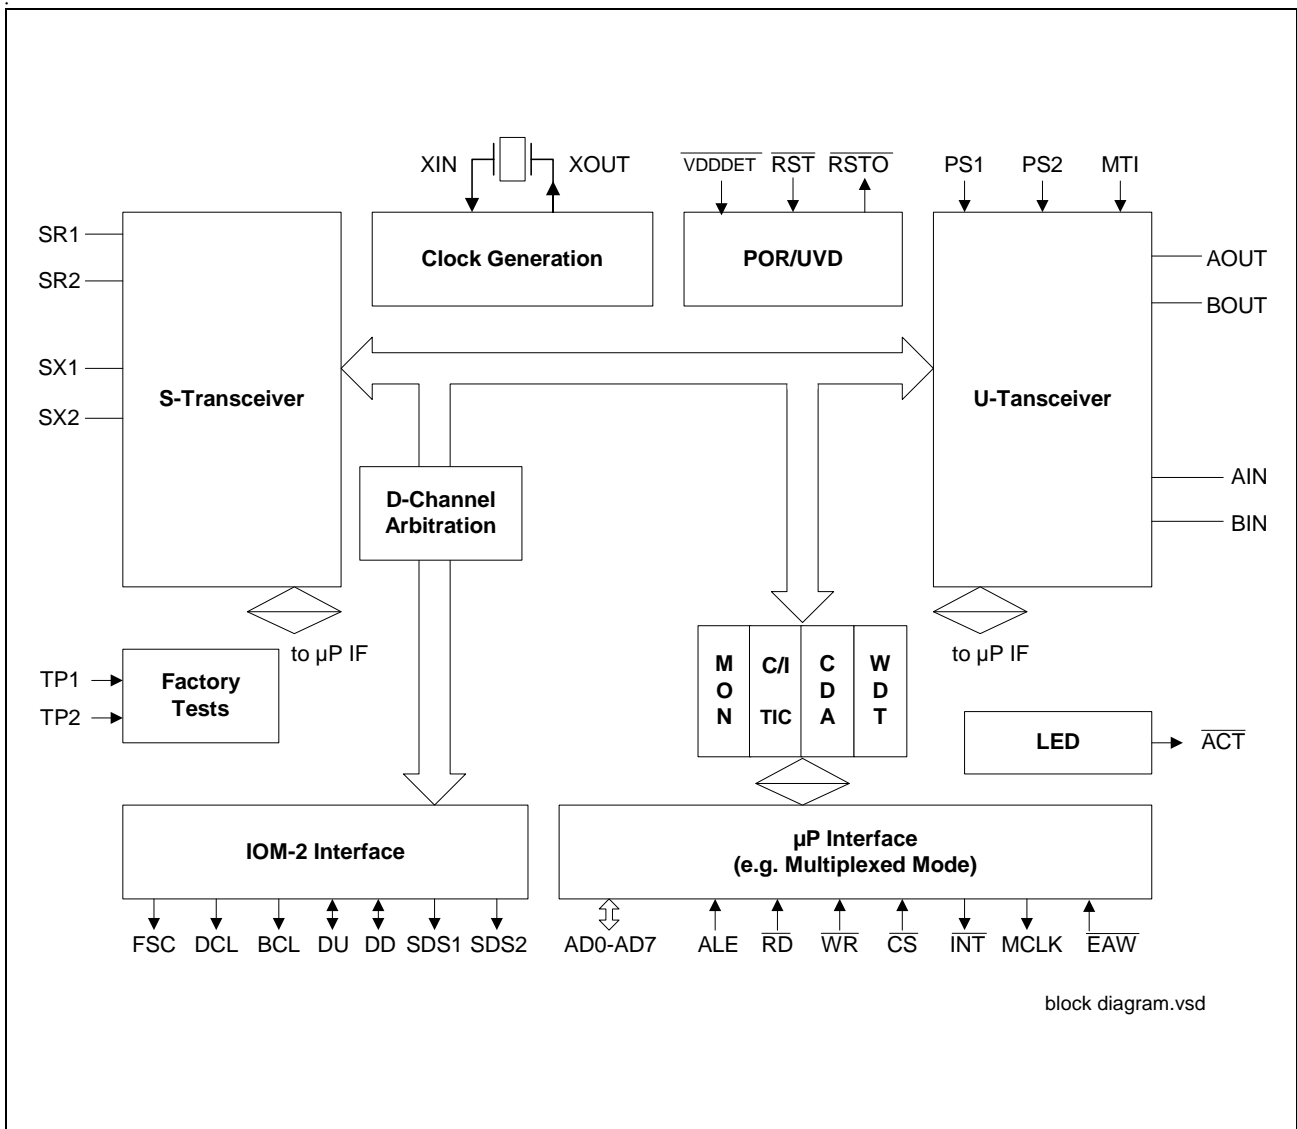 XIN XOUT VDDDET RST RSTO PS1 PS2 MTI
SR1
SR2
SX1
SX2
S-Transceiver
Clock Generation
POR/UVD
U-Tansceiver
AOUT
BOUT
AIN
BIN
D-Channel
Arbitration
to µP IF
to µP IF
TP1
TP2
Factory
Tests
MON
C/I
TIC
CDA
WDT
LED
ACT
IOM-2 Interface
µP Interface
(e.g. Multiplexed Mode)
FSC DCL BCL DU DD SDS1 SDS2 AD0-AD7 ALE RD WR CS INT MCLK EAW
block diagram.vsd